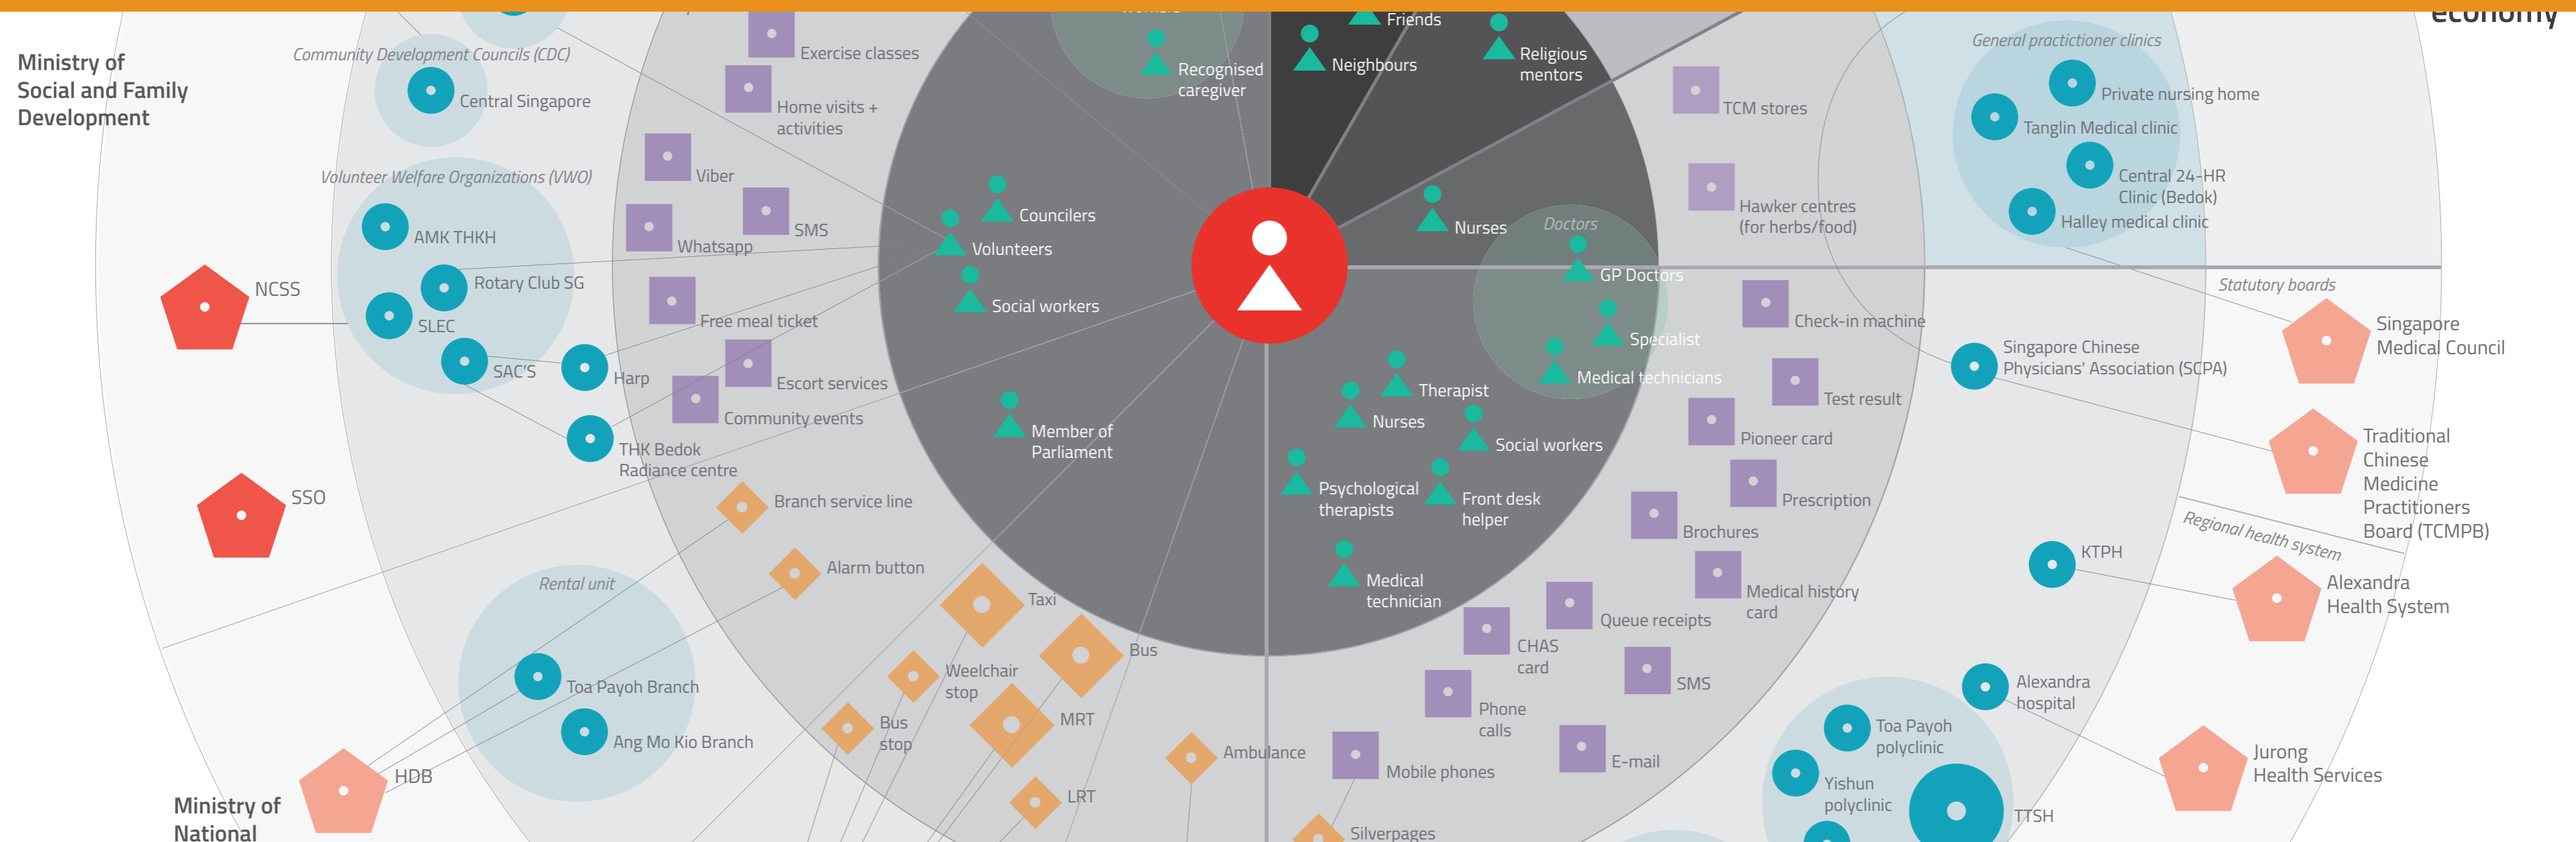 Workers
economy
Friends
Neighbours
Religious
mentors
Recognised
caregiver
Exercise classes
General practictioner clinics
Community Development Councils (CDC)
Ministry of
Social and Family
Development
Central Singapore
Home visits +
activities
TCM stores
Private nursing home
Tanglin Medical clinic
Volunteer Welfare Organizations (VWO)
Viber
Central 24-HR
Clinic (Bedok)
Halley medical clinic
AMK THKH
Whatsapp
SMS
Councilers
Volunteers
Social workers
Nurses
Doctors
GP Doctors
Specialist
Medical technicians
Hawker centres
(for herbs/food)
NCSS
Rotary Club SG
SLEC
SAC'S
Harp
Free meal ticket
Escort services
Community events
THK Bedok
Radiance centre
Member of
Parliament
Therapist
Nurses
Social workers
Psychological
therapists
Front desk
helper
Medical
technician
Check-in machine
Test result
Pioneer card
Prescription
Brochures
Medical history
card
Queue receipts
CHAS
card
SMS
Phone
calls
E-mail
Mobile phones
Silverpages
Singapore Chinese
Physicians' Association (SCPA)
Statutory boards
Singapore
Medical Council
Traditional
Chinese
Medicine
Practitioners
Board (TCMPB)
Regional health system
KTPH
Alexandra
Health System
Alexandra
hospital
Jurong
Health Services
Toa Payoh
polyclinic
Yishun
polyclinic
TTSH
SSO
Branch service line
Alarm button
Taxi
Bus
Weelchair
stop
MRT
Bus
stop
LRT
Ambulance
Rental unit
Toa Payoh Branch
Ang Mo Kio Branch
HDB
Ministry of
National